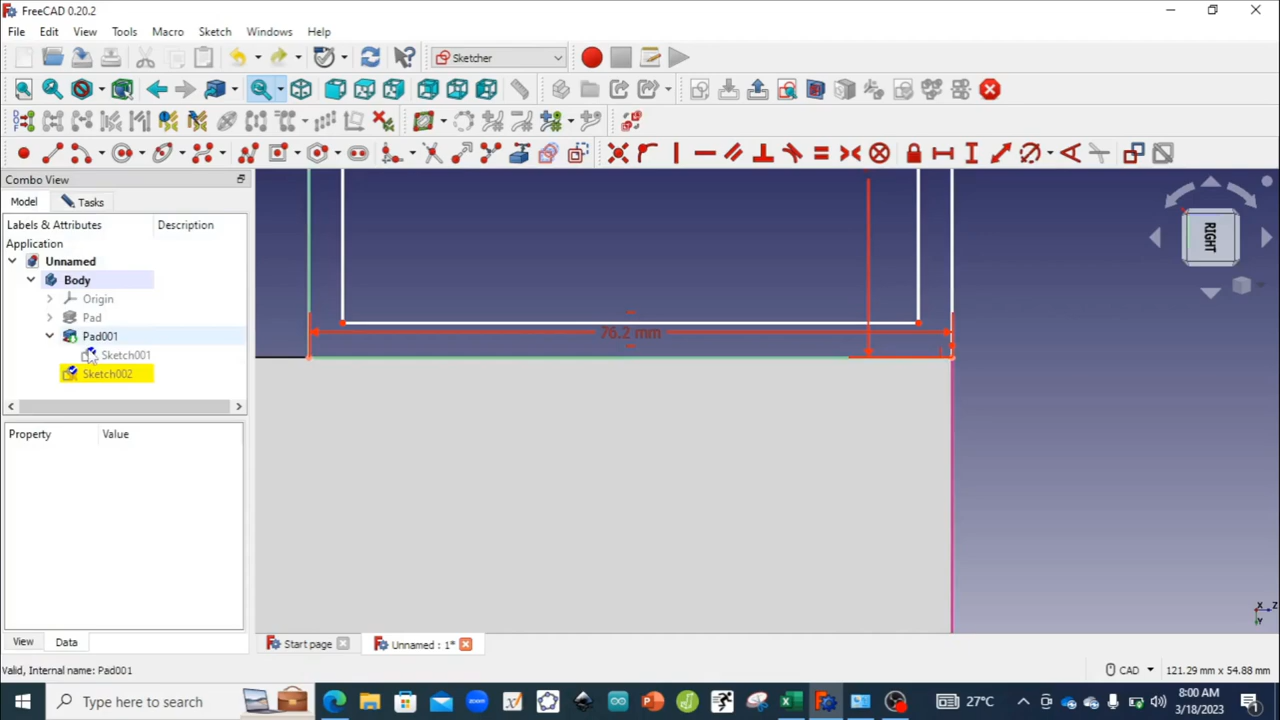 FreeCAD 0.20.2
File Edit View Tools Macro Sketch Windows Help
Sketcher
Combo View
Model Tasks
Labels & Attributes Description
Application
Unnamed
Body
Origin
Pad
Pad001
Sketch001
Sketch002
Property Value
View Data
76.2 mm
RIGHT
X Z
Y
Start page Unnamed : 1*
Valid, Internal name: Pad001 CAD 121.29 mm x 54.88 mm
Type here to search 27°C 8:00 AM
3/18/2023